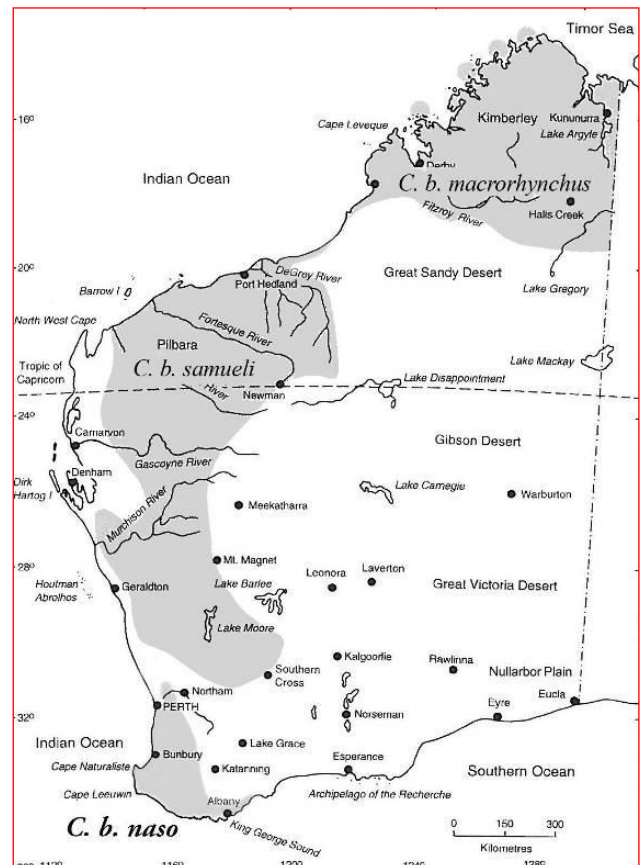 Timor Sea
16°
Cape Leveque
Kimberley
Kununurra
Lake Argyle
Derby
Indian Ocean
C. b. macrorhynchus
Fitzroy River
Halls Creek
20°
DeGrey River
Port Hedland
Great Sandy Desert
Barrow I
Lake Gregory
North West Cape
Fortesque River
Pilbara
Tropic of
Capricorn
C. b. samueli
Lake Mackay
River
Newman
Lake Disappointment
24°
Carnarvon
Gibson Desert
Gascoyne River
Denham
Dirk
Hartog I
Lake Carnegie
Warburton
Murchison River
Meekatharra
28°
Mt. Magnet
Houtman
Abrolhos
Geraldton
Lake Barlee
Leonora
Laverton
Great Victoria Desert
Lake Moore
Kalgoorlie
Rawlinna
Southern
Cross
Nullarbor Plain
Northam
PERTH
Eucla
32°
Norseman
Eyre
Indian Ocean
Bunbury
Lake Grace
Cape Naturaliste
Katanning
Esperance
Southern Ocean
Cape Leeuwin
Albany
Archipelago of the Recherche
C. b. naso
King George Sound
0 150 300
Kilometres